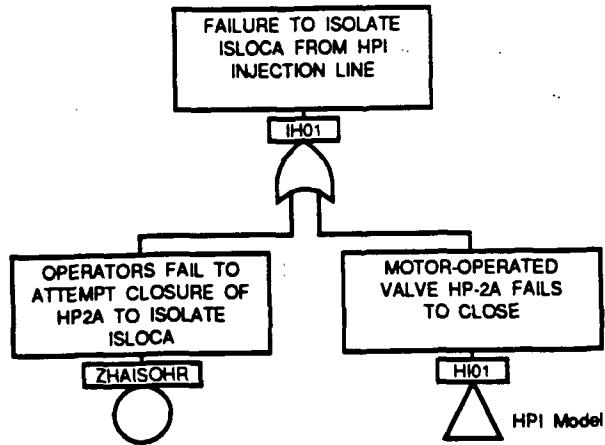 FAILURE TO ISOLATE
ISLOCA FROM HPI
INJECTION LINE
IH01
OPERATORS FAIL TO
ATTEMPT CLOSURE OF
HP2A TO ISOLATE
ISLOCA
ZHAISOHR
MOTOR-OPERATED
VALVE HP-2A FAILS
TO CLOSE
HI01
HPI Model